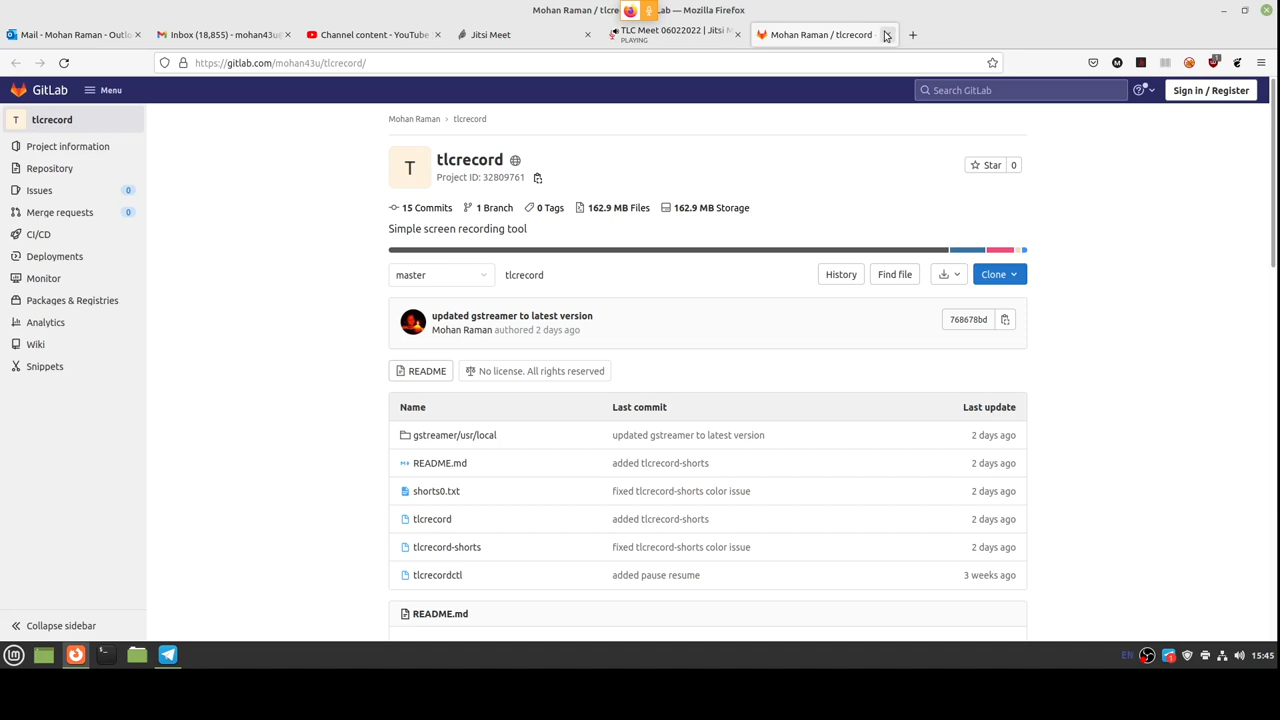 Mohan Raman / tlcre Lab — Mozilla Firefox
Mail - Mohan Raman - Outlo
Inbox (18,855) - mohan43u
Channel content - YouTube
Jitsi Meet
TLC Meet 06022022 | Jitsi M
PLAYING
Mohan Raman / tlcrecord
https://gitlab.com/mohan43u/tlcrecord/
GitLab
Menu
Search GitLab
Sign in / Register
T
tlcrecord
Project information
Repository
Issues 0
Merge requests 0
CI/CD
Deployments
Monitor
Packages & Registries
Analytics
Wiki
Snippets
Collapse sidebar
Mohan Raman › tlcrecord
T
tlcrecord
Project ID: 32809761
Star 0
15 Commits 1 Branch 0 Tags 162.9 MB Files 162.9 MB Storage
Simple screen recording tool
master
tlcrecord
History
Find file
Clone
updated gstreamer to latest version
Mohan Raman authored 2 days ago
768678bd
README
No license. All rights reserved
Name Last commit Last update
gstreamer/usr/local updated gstreamer to latest version 2 days ago
README.md added tlcrecord-shorts 2 days ago
shorts0.txt fixed tlcrecord-shorts color issue 2 days ago
tlcrecord added tlcrecord-shorts 2 days ago
tlcrecord-shorts fixed tlcrecord-shorts color issue 2 days ago
tlcrecordctl added pause resume 3 weeks ago
README.md
EN
1
15:45